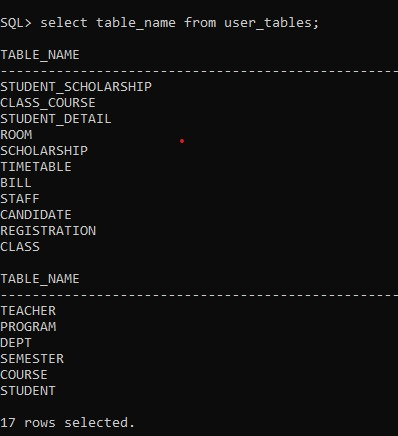 SQL> select table_name from user_tables;
TABLE_NAME
--------------------------------------------------
STUDENT_SCHOLARSHIP
CLASS_COURSE
STUDENT_DETAIL
ROOM
SCHOLARSHIP
TIMETABLE
BILL
STAFF
CANDIDATE
REGISTRATION
CLASS
TABLE_NAME
--------------------------------------------------
TEACHER
PROGRAM
DEPT
SEMESTER
COURSE
STUDENT
17 rows selected.